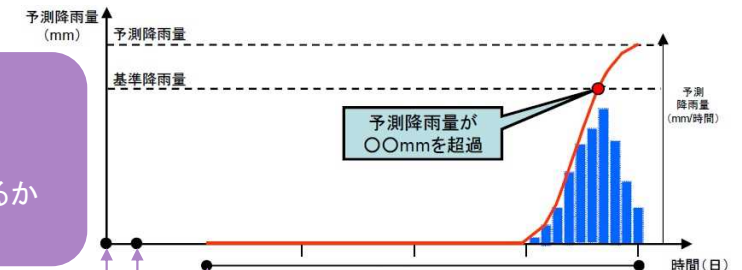 予測降雨量
(mm)
予測降雨量
基準降雨量
予測降雨量が
〇〇mmを超過
予測
降雨量
(mm/時間)
るか
時間(日)